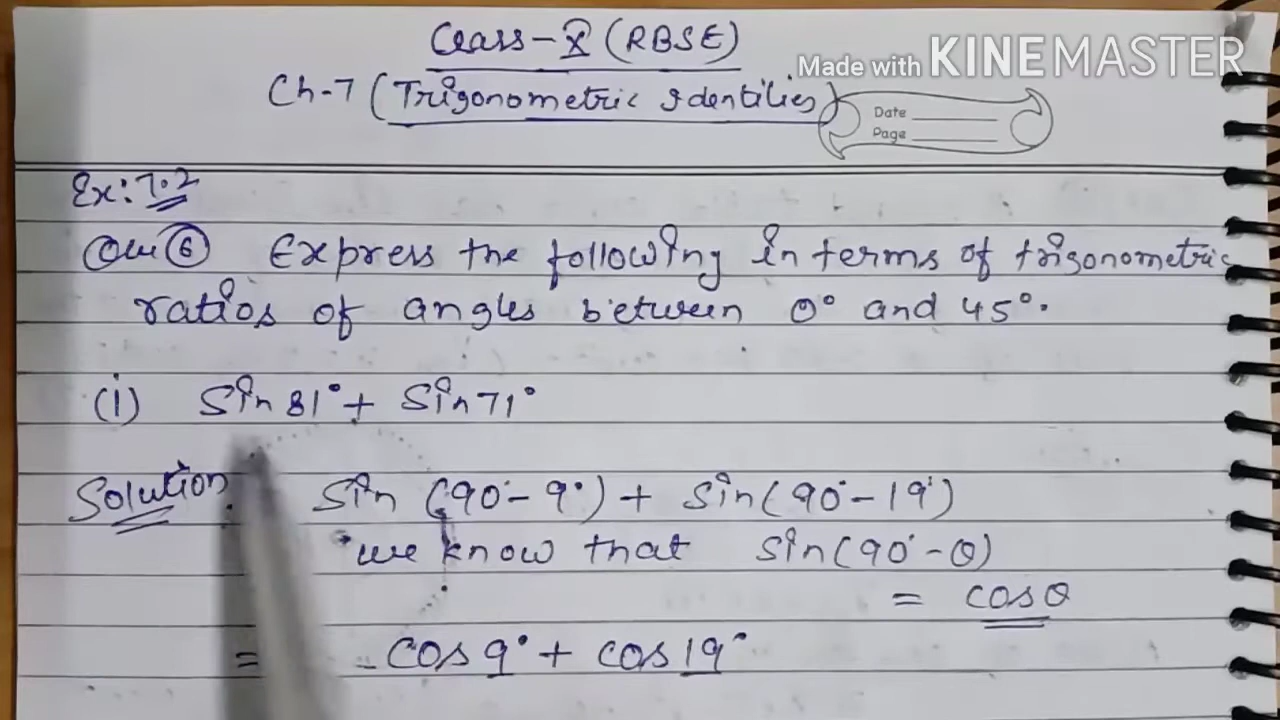 Class-X (RBSE)
Made with KINEMASTER
Ch-7 (Trigonometric Identities)
Date
Page
Ex: 7.2
Que 6 Express the following in terms of trigonometric
ratios of angles between 0° and 45°.
(i) Sin 81° + Sin 71°
Solution: Sin (90°- 9°) + Sin (90°- 19°)
we know that Sin (90°- θ)
= cos θ
= cos 9° + cos 19°